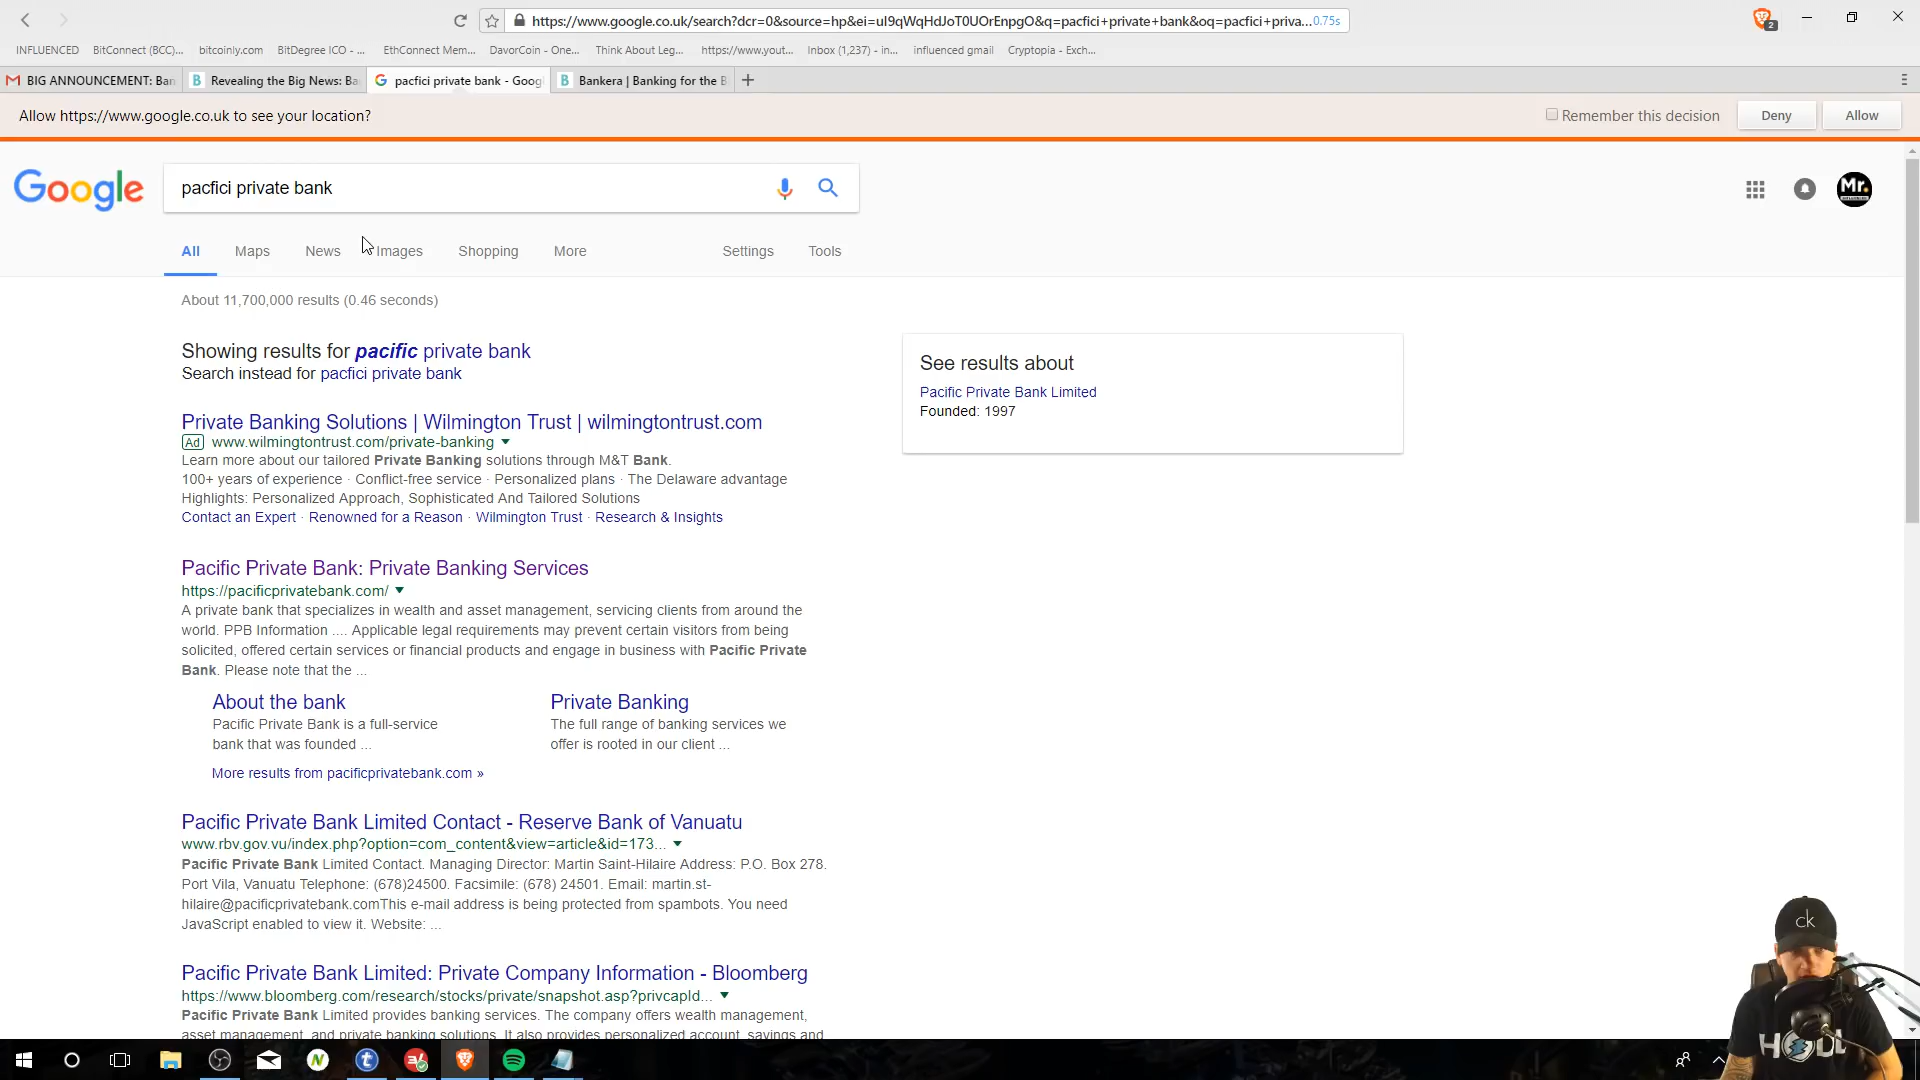 https://www.google.co.uk/search?dcr=0&source=hp&ei=uI9qWqHdJoT0UOrEnpgO&q=pacfici+private+bank&oq=pacfici+priva... 0.75s
2
INFLUENCED BitConnect (BCC)... bitcoinly.com BitDegree ICO - ... EthConnect Mem... DavorCoin - One... Think About Leg... https://www.yout... Inbox (1,237) - in... influenced gmail Cryptopia - Exch...
BIG ANNOUNCEMENT: Ban Revealing the Big News: Ba pacfici private bank - Goog Bankera | Banking for the B
Allow https://www.google.co.uk to see your location? Remember this decision Deny Allow
Google pacfici private bank Mr.
All Maps News Images Shopping More Settings Tools
About 11,700,000 results (0.46 seconds)
Showing results for pacific private bank
Search instead for pacfici private bank
See results about
Pacific Private Bank Limited
Founded: 1997
Private Banking Solutions | Wilmington Trust | wilmingtontrust.com
Ad www.wilmingtontrust.com/private-banking
Learn more about our tailored Private Banking solutions through M&T Bank.
100+ years of experience · Conflict-free service · Personalized plans · The Delaware advantage
Highlights: Personalized Approach, Sophisticated And Tailored Solutions
Contact an Expert · Renowned for a Reason · Wilmington Trust · Research & Insights
Pacific Private Bank: Private Banking Services
https://pacificprivatebank.com/
A private bank that specializes in wealth and asset management, servicing clients from around the
world. PPB Information .... Applicable legal requirements may prevent certain visitors from being
solicited, offered certain services or financial products and engage in business with Pacific Private
Bank. Please note that the ...
About the bank
Pacific Private Bank is a full-service
bank that was founded ...
Private Banking
The full range of banking services we
offer is rooted in our client ...
More results from pacificprivatebank.com »
Pacific Private Bank Limited Contact - Reserve Bank of Vanuatu
www.rbv.gov.vu/index.php?option=com_content&view=article&id=173...
Pacific Private Bank Limited Contact. Managing Director: Martin Saint-Hilaire Address: P.O. Box 278.
Port Vila, Vanuatu Telephone: (678)24500. Facsimile: (678) 24501. Email: martin.st-
hilaire@pacificprivatebank.comThis e-mail address is being protected from spambots. You need
JavaScript enabled to view it. Website: ...
Pacific Private Bank Limited: Private Company Information - Bloomberg
https://www.bloomberg.com/research/stocks/private/snapshot.asp?privcapId...
Pacific Private Bank Limited provides banking services. The company offers wealth management,
asset management, and private banking solutions. It also provides personalized account, savings and
ck